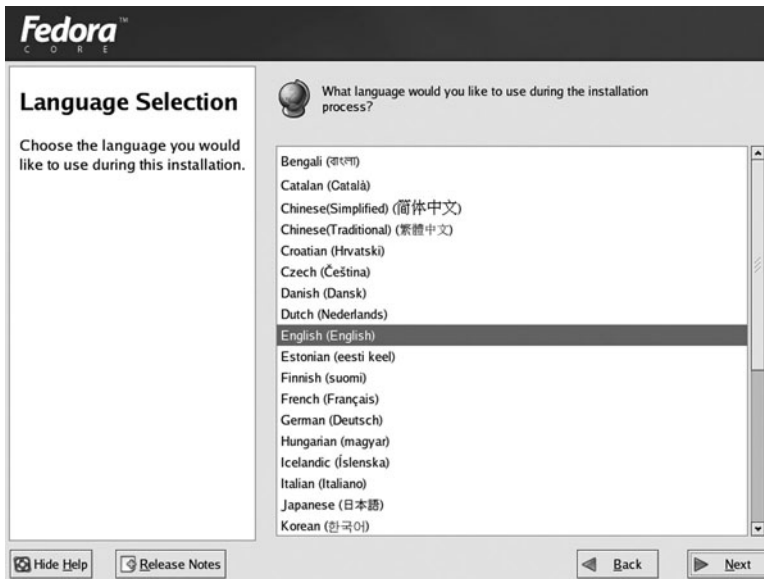 Fedora™
CORE
Language Selection
Choose the language you would
like to use during this installation.
What language would you like to use during the installation
process?
Bengali (বাংলা)
Catalan (Català)
Chinese(Simplified) (简体中文)
Chinese(Traditional) (繁體中文)
Croatian (Hrvatski)
Czech (Čeština)
Danish (Dansk)
Dutch (Nederlands)
English (English)
Estonian (eesti keel)
Finnish (suomi)
French (Français)
German (Deutsch)
Hungarian (magyar)
Icelandic (Íslenska)
Italian (Italiano)
Japanese (日本語)
Korean (한국어)
Hide Help
Release Notes
Back
Next